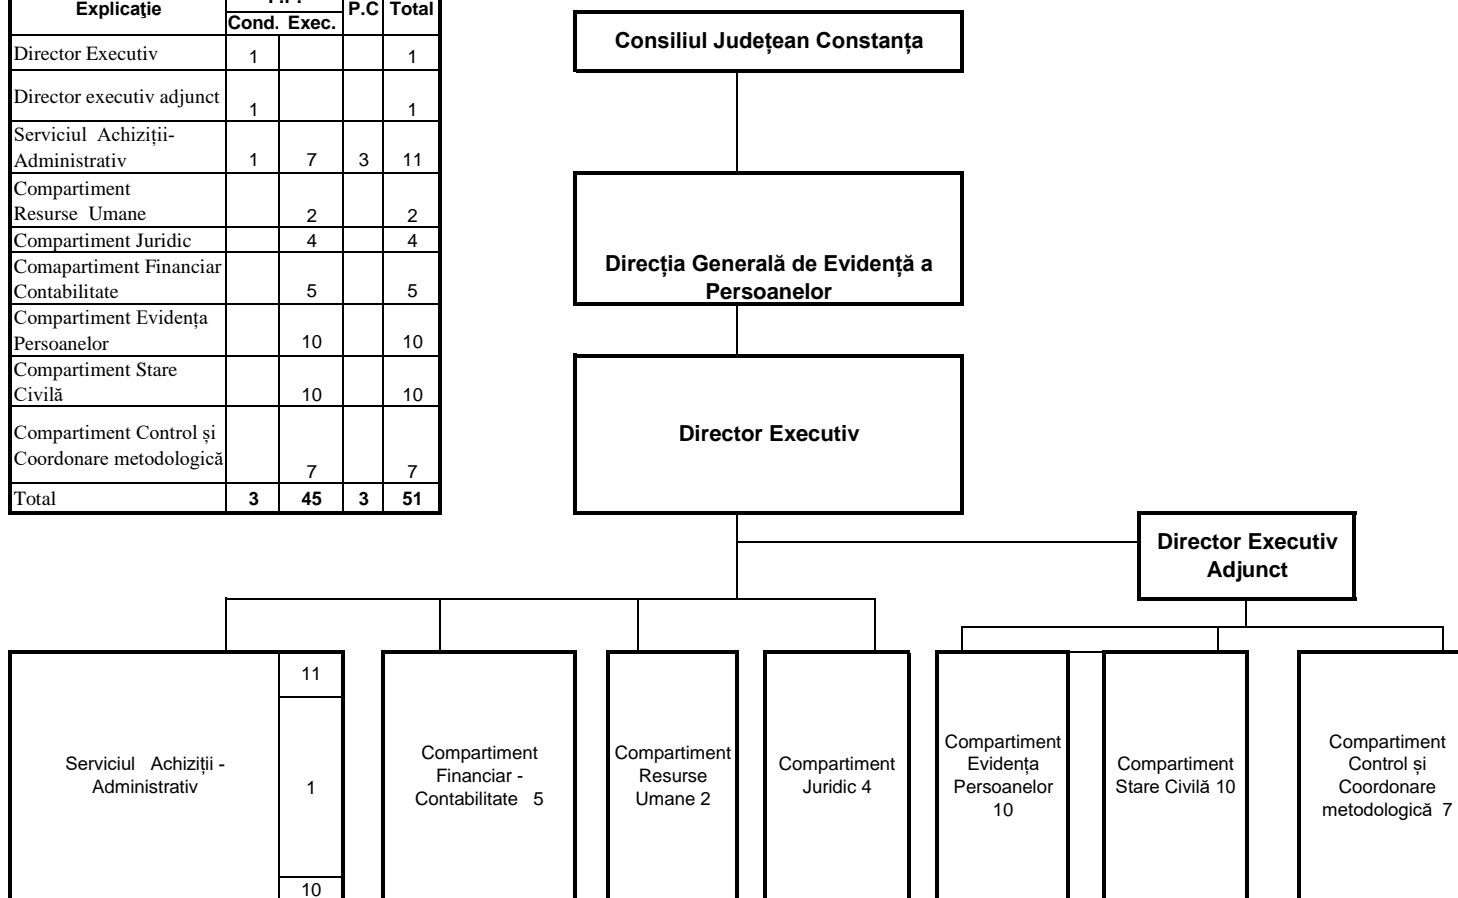 Explicaţie P.C Total
Cond. Exec.
Director Executiv 1 1
Director executiv adjunct 1 1
Serviciul Achiziții-
Administrativ 1 7 3 11
Compartiment
Resurse Umane 2 2
Compartiment Juridic 4 4
Comapartiment Financiar
Contabilitate 5 5
Compartiment Evidența
Persoanelor 10 10
Compartiment Stare
Civilă 10 10
Compartiment Control și
Coordonare metodologică 7 7
Total 3 45 3 51
Consiliul Județean Constanța
Direcția Generală de Evidență a
Persoanelor
Director Executiv
Director Executiv
Adjunct
Serviciul Achiziții -
Administrativ
11
1
10
Compartiment
Financiar -
Contabilitate 5
Compartiment
Resurse
Umane 2
Compartiment
Juridic 4
Compartiment
Evidența
Persoanelor
10
Compartiment
Stare Civilă 10
Compartiment
Control și
Coordonare
metodologică 7